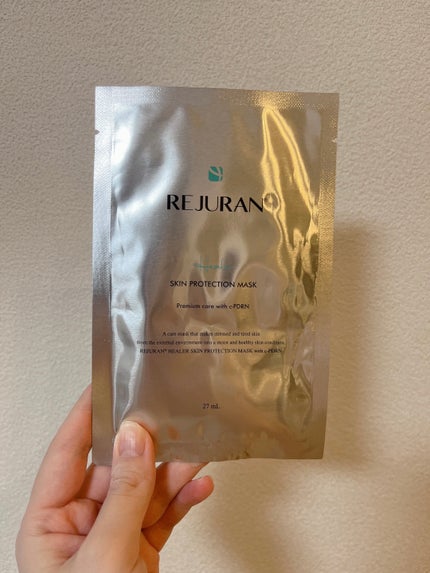 REJURAN®
SKIN PROTECTION MASK
Premium care with c-PDRN
A care mask that makes stressed and tired skin
from the external environment into a moist and healthy skin condition.
REJURAN® HEALER SKIN PROTECTION MASK with c-PDRN
27 mL